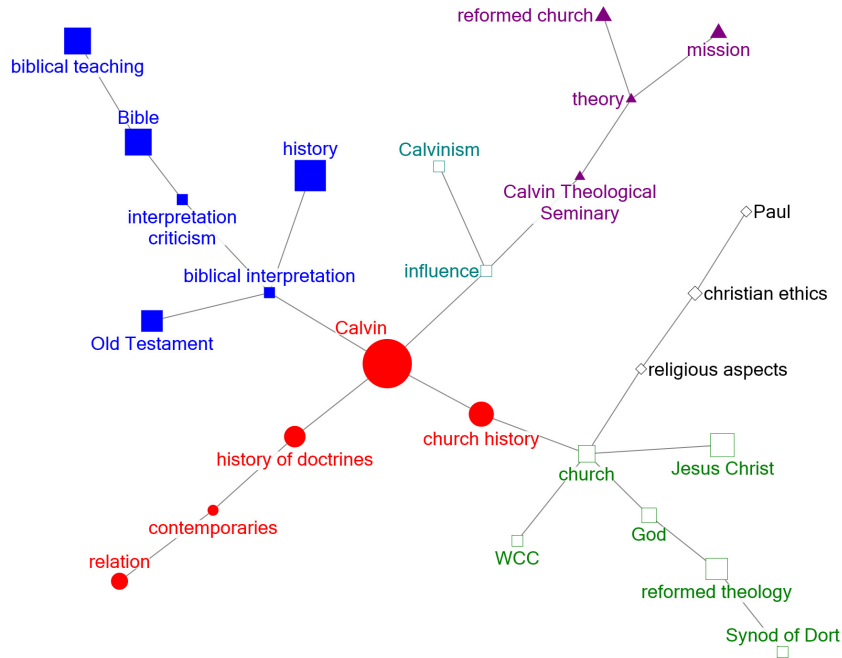 reformed church
mission
biblical teaching
theory
Bible
history
Calvinism
Calvin Theological
Seminary
Paul
interpretation
criticism
biblical interpretation
influence
christian ethics
Calvin
Old Testament
religious aspects
church history
history of doctrines
church
Jesus Christ
contemporaries
God
WCC
relation
reformed theology
Synod of Dort